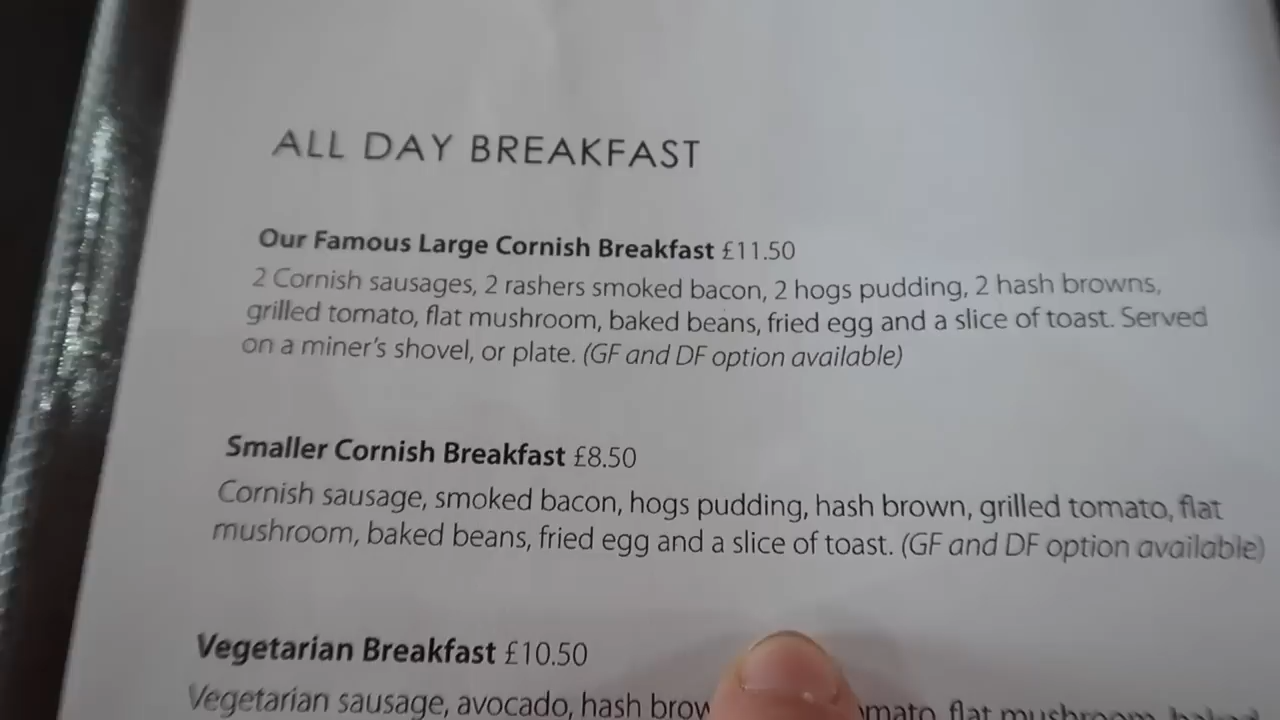 ALL DAY BREAKFAST
Our Famous Large Cornish Breakfast £11.50
2 Cornish sausages, 2 rashers smoked bacon, 2 hogs pudding, 2 hash browns,
grilled tomato, flat mushroom, baked beans, fried egg and a slice of toast. Served
on a miner's shovel, or plate. (GF and DF option available)
Smaller Cornish Breakfast £8.50
Cornish sausage, smoked bacon, hogs pudding, hash brown, grilled tomato, flat
mushroom, baked beans, fried egg and a slice of toast. (GF and DF option available)
Vegetarian Breakfast £10.50
Vegetarian sausage, avocado, hash flat mushroom, baked